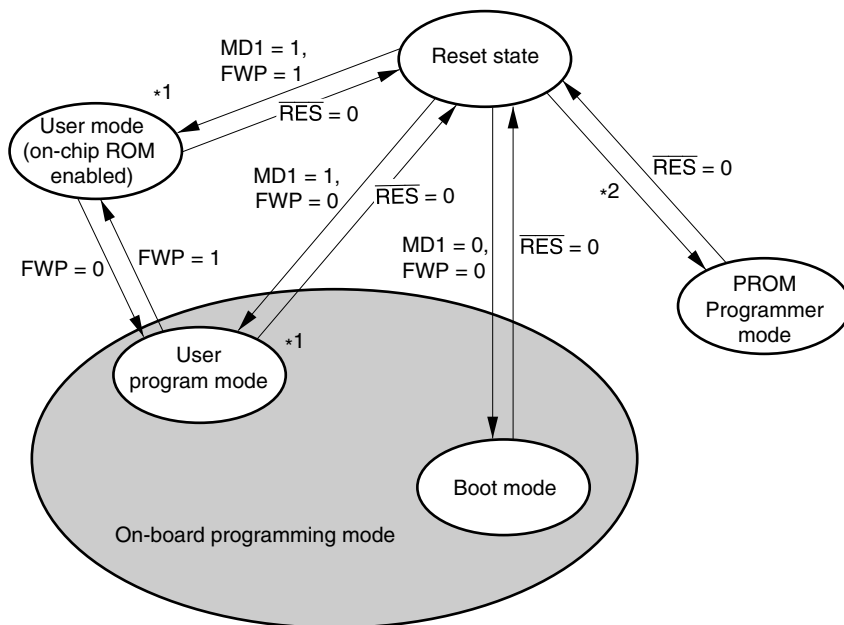 Reset state
MD1 = 1,
FWP = 1
*1
RES = 0
User mode
(on-chip ROM
enabled)
MD1 = 1,
FWP = 0
RES = 0
RES = 0
*2
MD1 = 0,
FWP = 0
RES = 0
FWP = 0
FWP = 1
PROM
Programmer
mode
User
program mode
*1
Boot mode
On-board programming mode